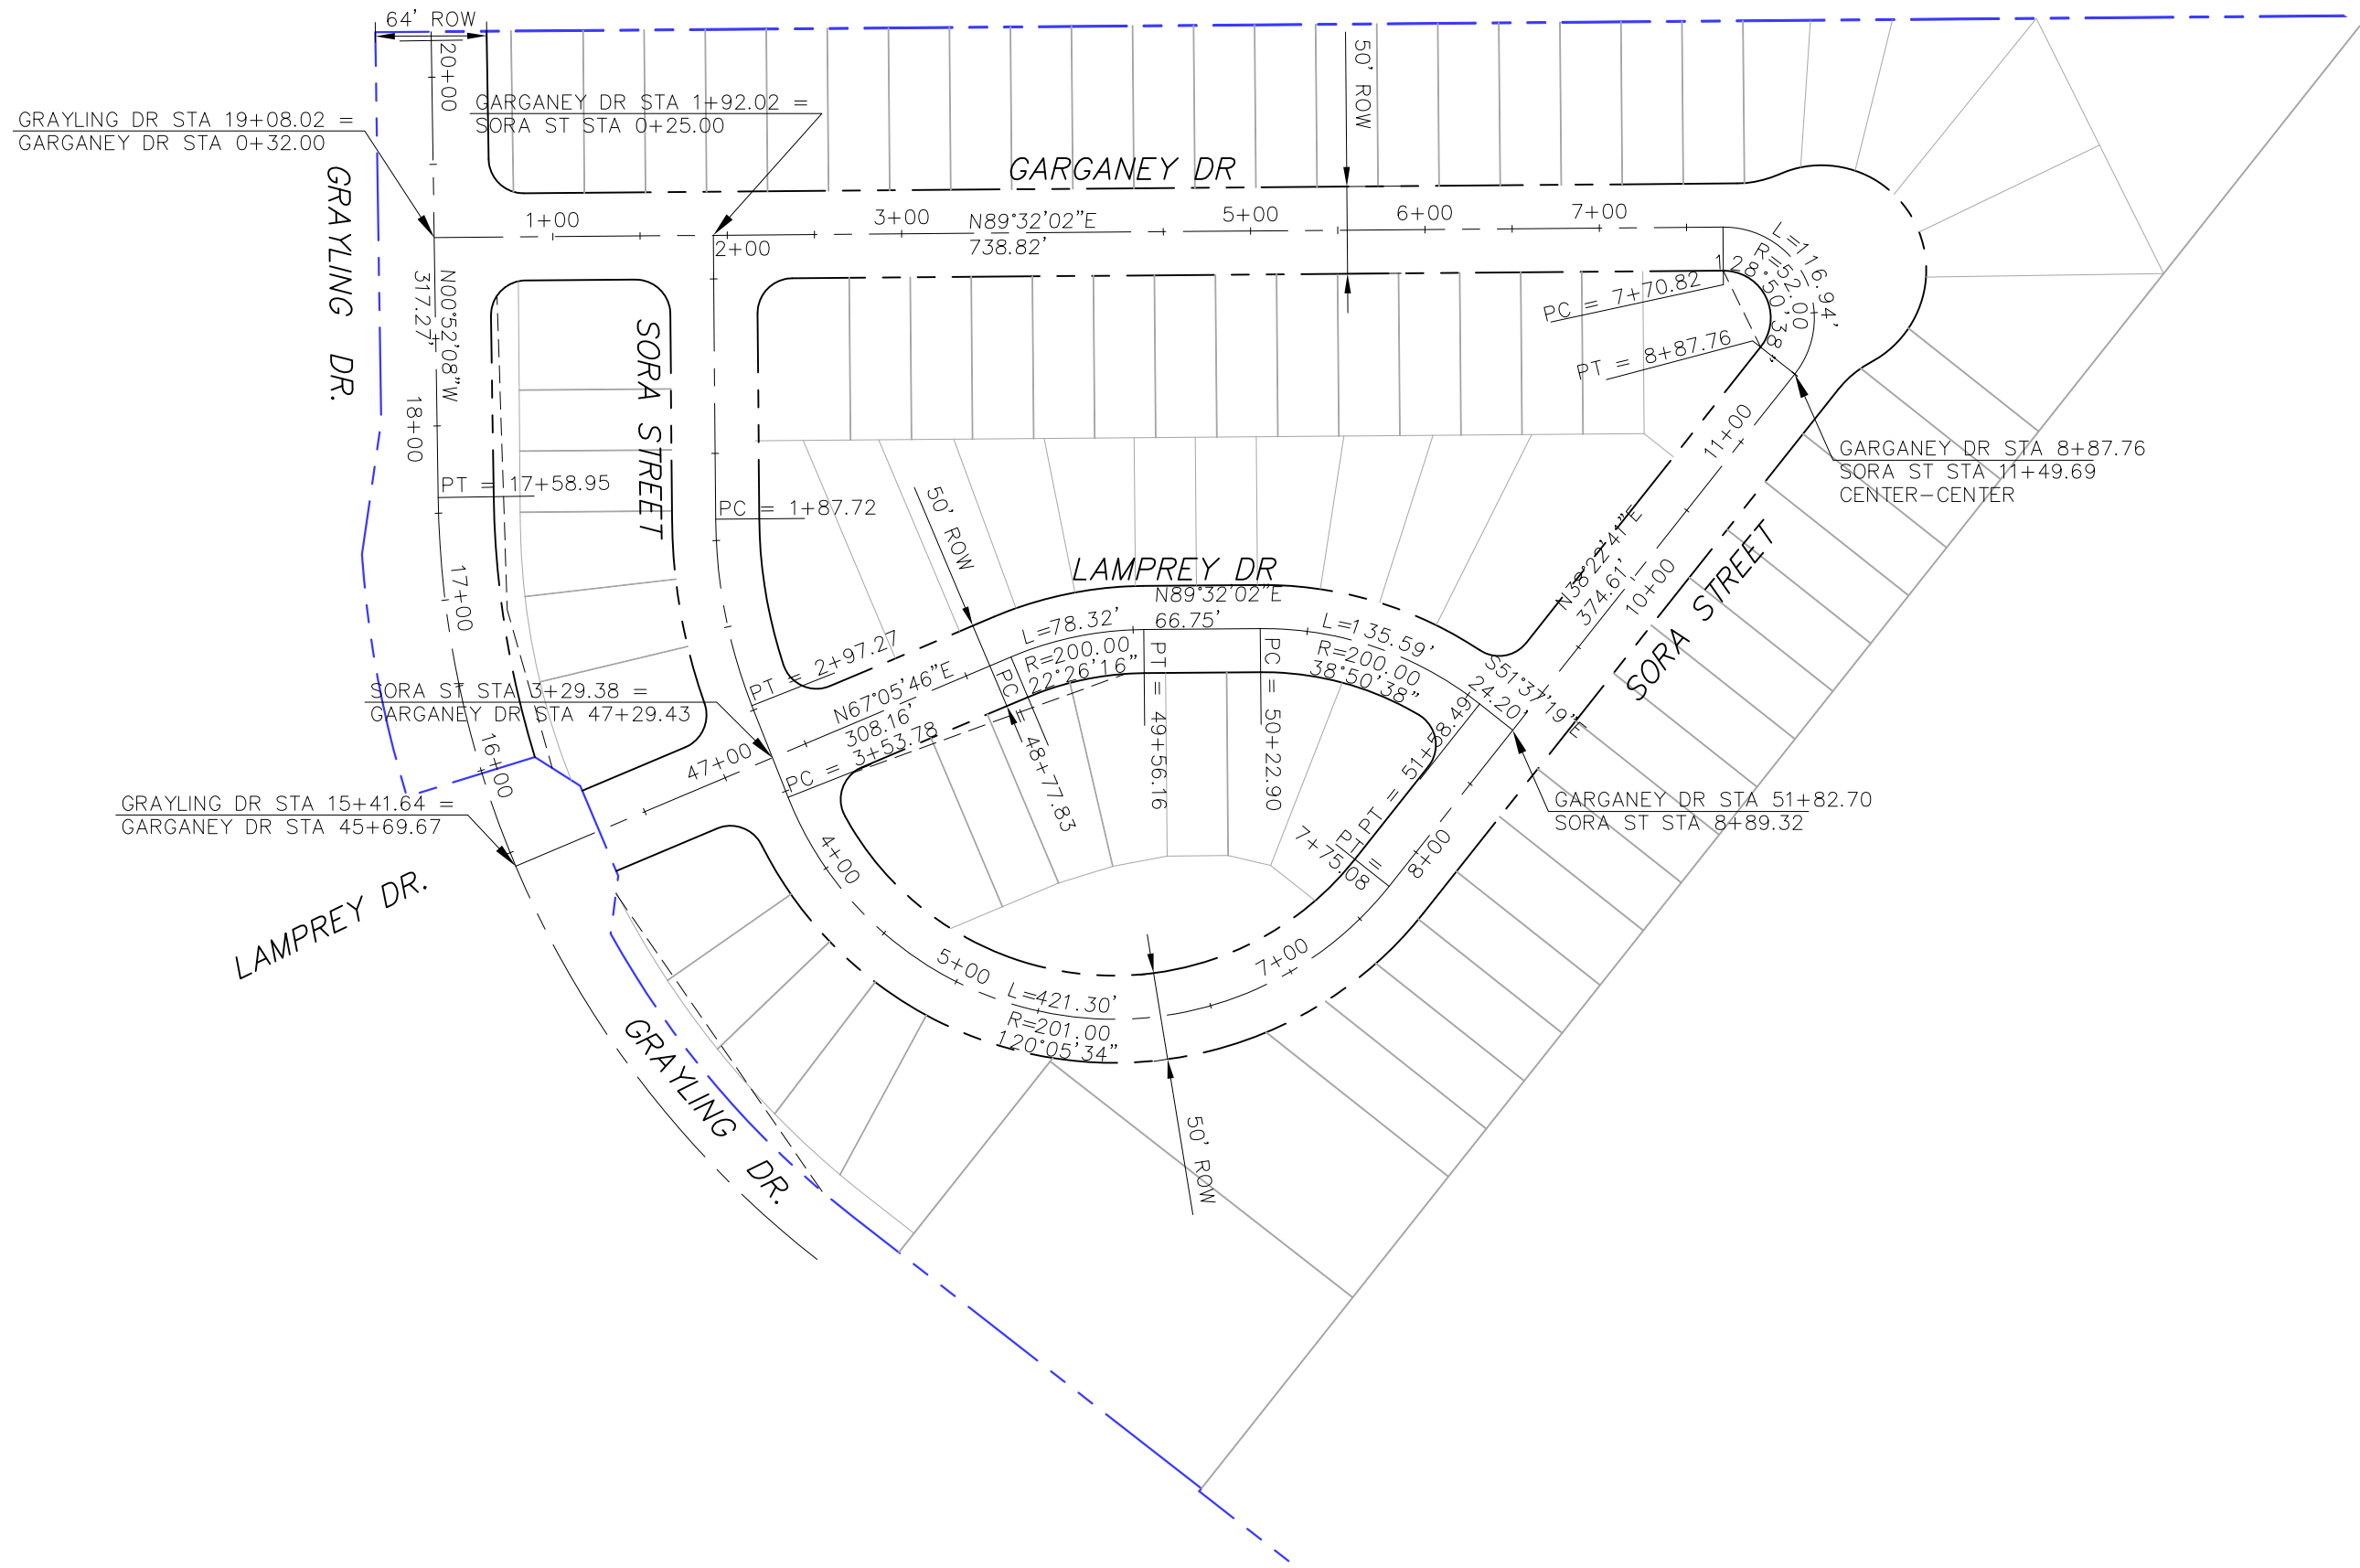 64' ROW
20+00
GRAYLING DR STA 19+08.02 =
GARGANEY DR STA 0+32.00
GARGANEY DR STA 1+92.02 =
SORA ST STA 0+25.00
50' ROW
GARGANEY DR
GRAYLING DR.
1+00
2+00
3+00
N89°32'02"E
738.82'
5+00
6+00
7+00
L=116.94'
R=52.00
128°50'38"
PC = 7+70.82
PT = 8+87.76
N00°52'08"W
317.27'
SORA STREET
18+00
PT = 17+58.95
PC = 1+87.72
11+00
GARGANEY DR STA 8+87.76
SORA ST STA 11+49.69
CENTER-CENTER
50' ROW
LAMPREY DR
N89°32'02"E
66.75'
N38°22'41"E
374.61'
10+00
SORA STREET
17+00
L=78.32'
R=200.00
22°26'16"
L=135.59'
R=200.00
38°50'38"
PT = 2+97.27
N67°05'46"E
308.16'
S51°37'19"E
24.20'
SORA ST STA 3+29.38 =
GARGANEY DR STA 47+29.43
PC = 3+53.78
PC = 48+77.83
PT = 49+56.16
PC = 50+22.90
PT = 51+58.49
16+00
47+00
GRAYLING DR STA 15+41.64 =
GARGANEY DR STA 45+69.67
GARGANEY DR STA 51+82.70
SORA ST STA 8+89.32
PT =
7+75.08
8+00
4+00
LAMPREY DR.
5+00
7+00
L=421.30'
R=201.00
120°05'34"
GRAYLING DR.
50' ROW